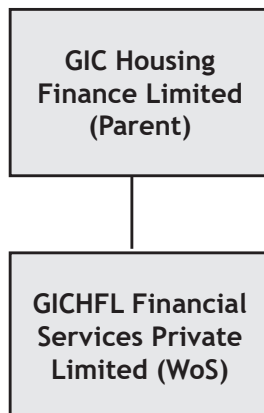 GIC Housing
Finance Limited
(Parent)
GICHFL Financial
Services Private
Limited (WoS)